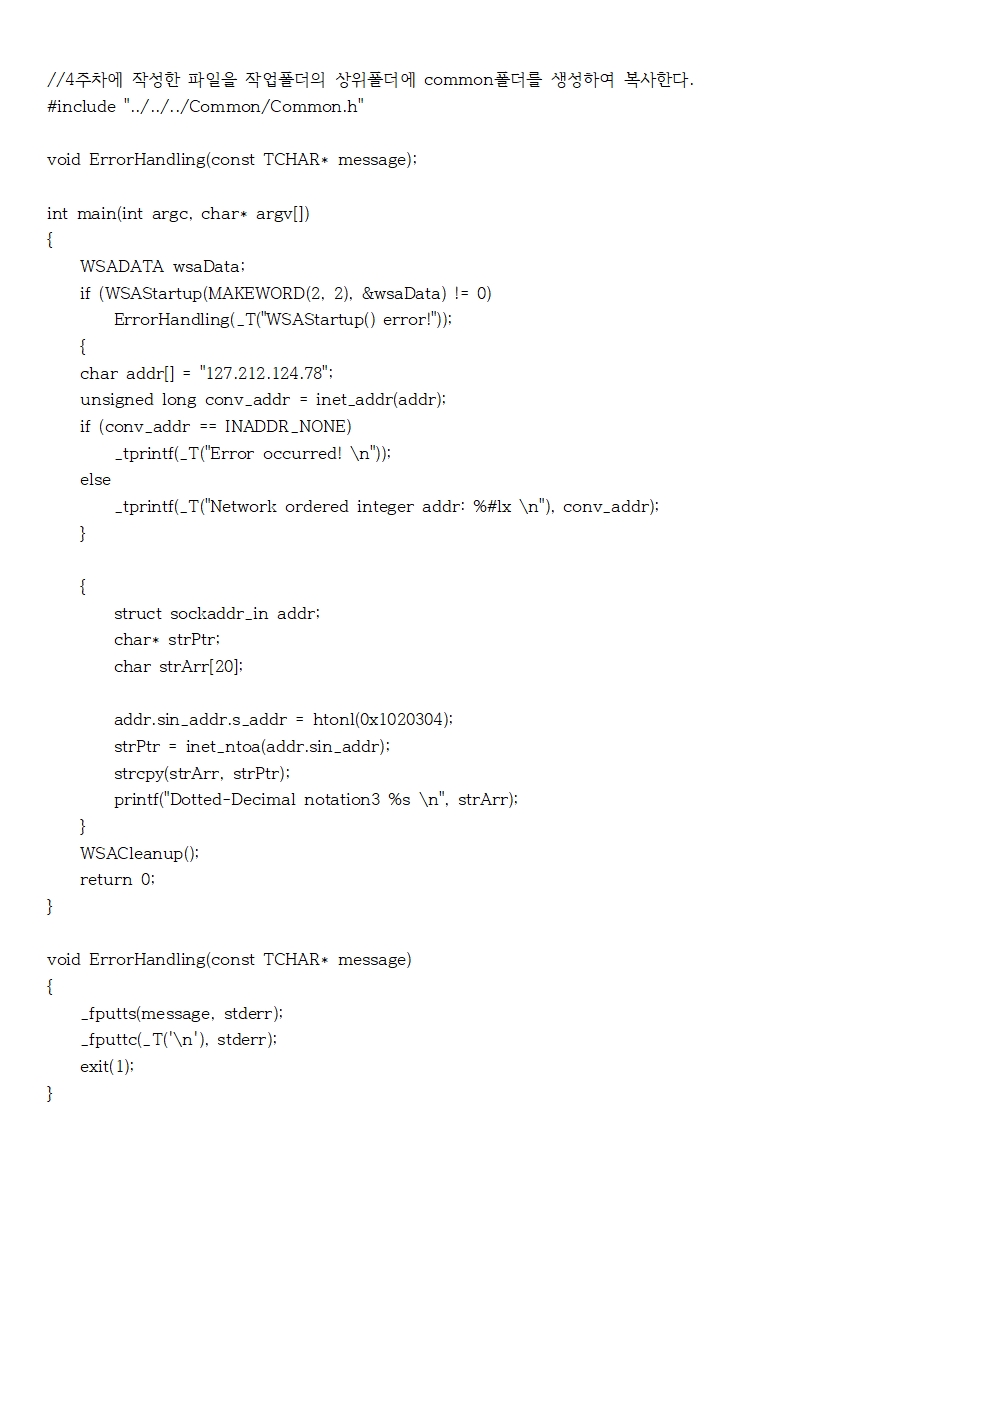 //4주차에 작성한 파일을 작업폴더의 상위폴더에 common폴더를 생성하여 복사한다.
#include "../../../Common/Common.h"

void ErrorHandling(const TCHAR* message);

int main(int argc, char* argv[])
{
    WSADATA wsaData;
    if (WSAStartup(MAKEWORD(2, 2), &wsaData) != 0)
        ErrorHandling(_T("WSAStartup() error!"));
    {
    char addr[] = "127.212.124.78";
    unsigned long conv_addr = inet_addr(addr);
    if (conv_addr == INADDR_NONE)
        _tprintf(_T("Error occurred! \n"));
    else
        _tprintf(_T("Network ordered integer addr: %#lx \n"), conv_addr);
    }

    {
        struct sockaddr_in addr;
        char* strPtr;
        char strArr[20];

        addr.sin_addr.s_addr = htonl(0x1020304);
        strPtr = inet_ntoa(addr.sin_addr);
        strcpy(strArr, strPtr);
        printf("Dotted-Decimal notation3 %s \n", strArr);
    }
    WSACleanup();
    return 0;
}

void ErrorHandling(const TCHAR* message)
{
    _fputts(message, stderr);
    _fputtc(_T('\n'), stderr);
    exit(1);
}